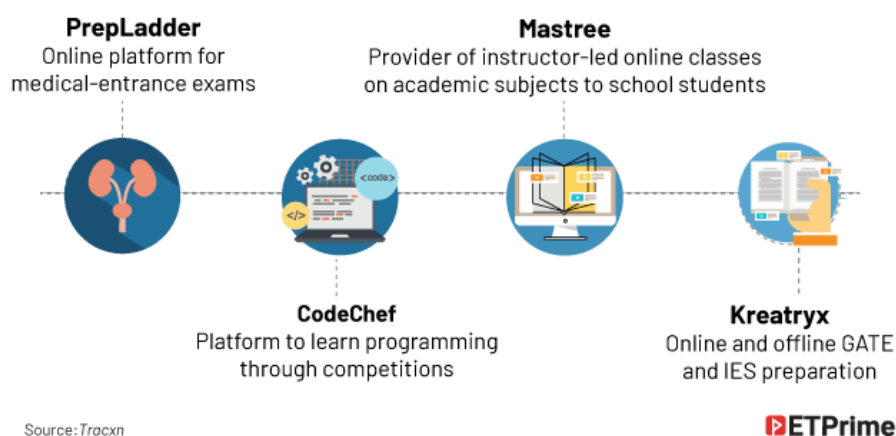 PrepLadder
Online platform for
medical-entrance exams
Mastree
Provider of instructor-led online classes
on academic subjects to school students
<code>
</>
CodeChef
Platform to learn programming
through competitions
Kreatryx
Online and offline GATE
and IES preparation
Source: Tracxn
ETPrime